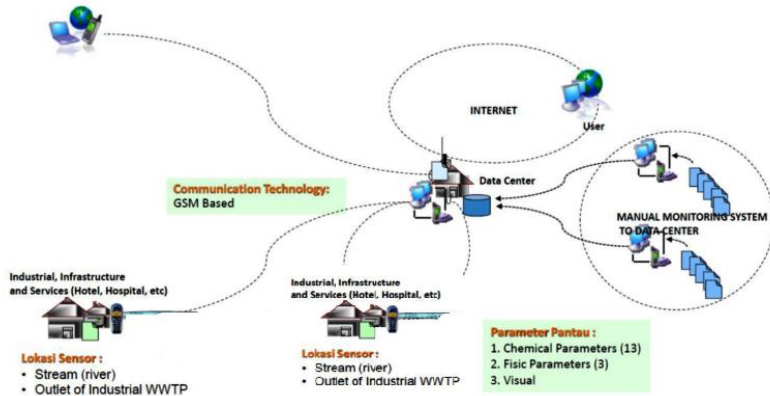 INTERNET
User
Communication Technology:
GSM Based
Data Center
MANUAL MONITORING SYSTEM
TO DATA CENTER
Industrial, Infrastructure
and Services (Hotel, Hospital, etc)
Lokasi Sensor :
• Stream (river)
• Outlet of Industrial WWTP
Industrial, Infrastructure
and Services (Hotel, Hospital, etc)
Lokasi Sensor :
• Stream (river)
• Outlet of Industrial WWTP
Parameter Pantau :
1. Chemical Parameters (13)
2. Fisic Parameters (3)
3. Visual